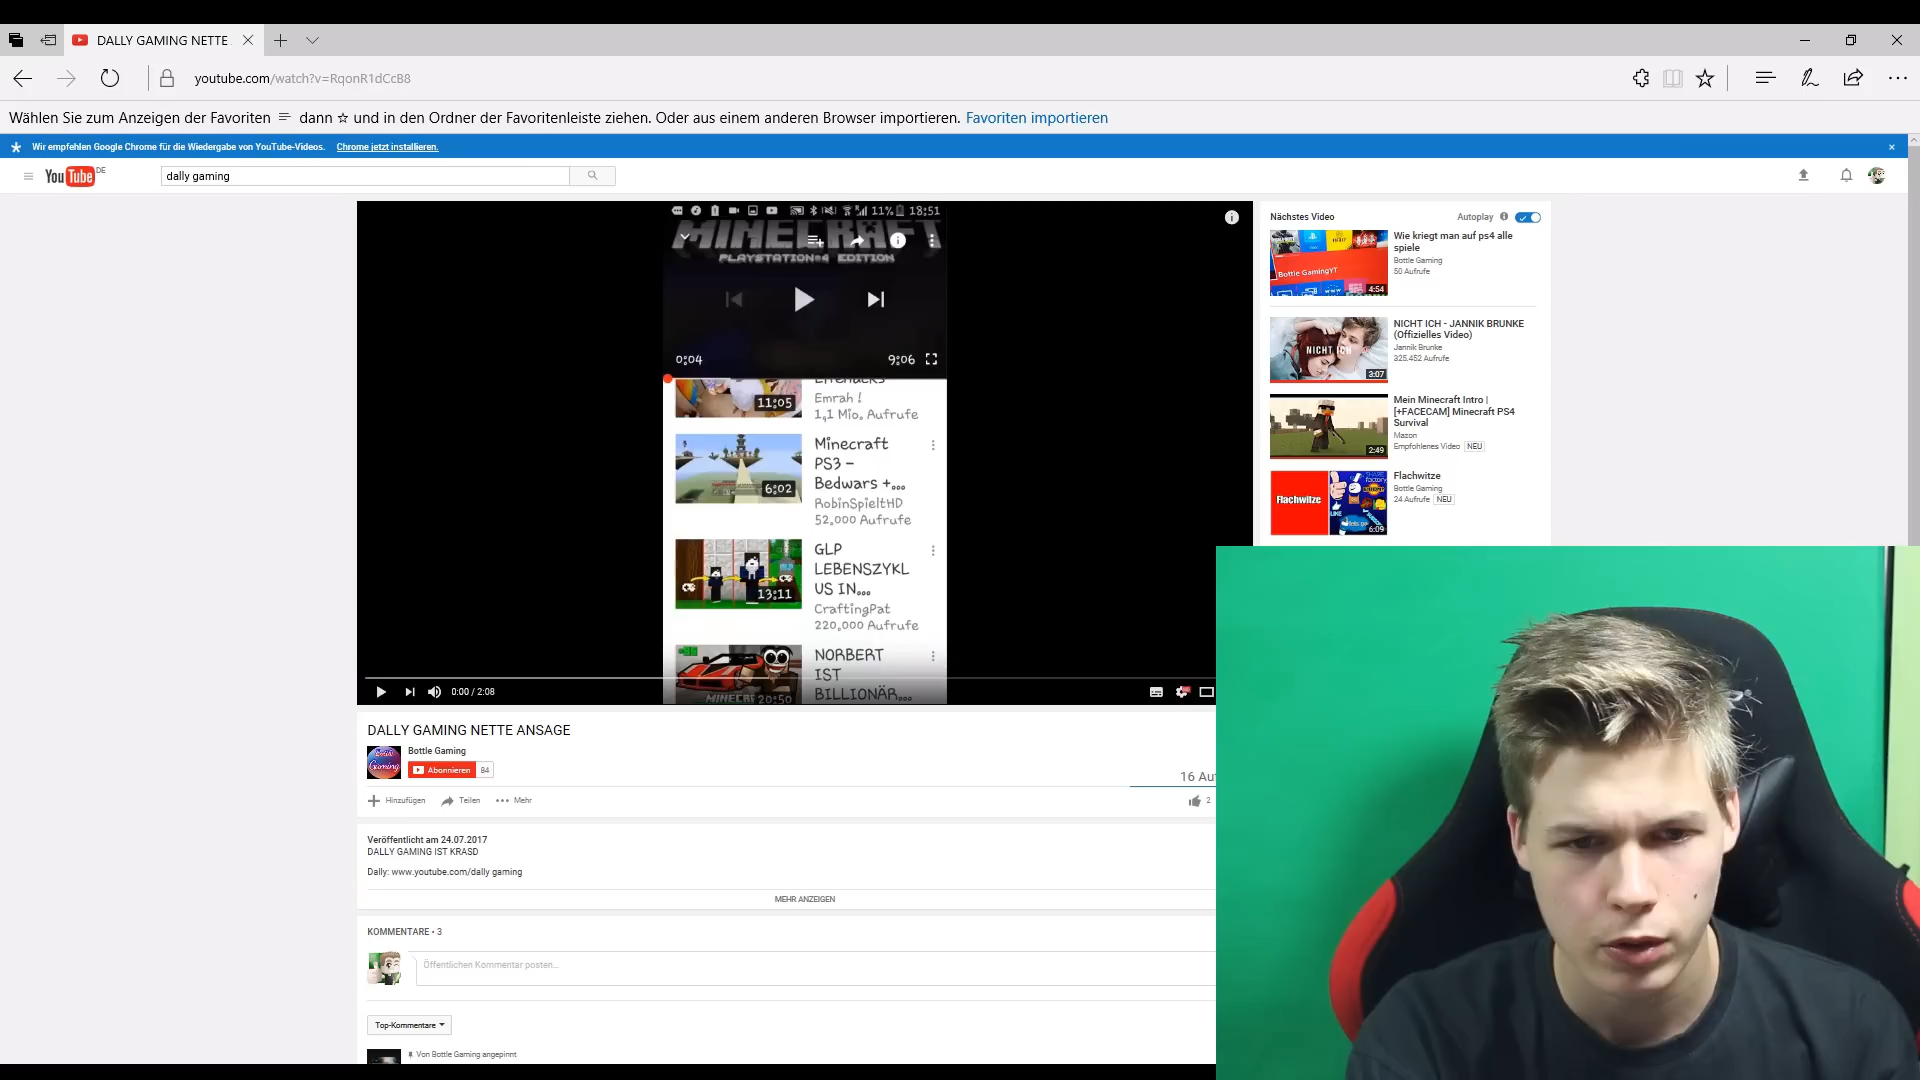 DALLY GAMING NETTE
youtube.com/watch?v=RqonR1dCcB8
Wählen Sie zum Anzeigen der Favoriten dann und in den Ordner der Favoritenleiste ziehen. Oder aus einem anderen Browser importieren. Favoriten importieren
Wir empfehlen Google Chrome für die Wiedergabe von YouTube-Videos. Chrome jetzt installieren.
YouTube DE
dally gaming
11% 18:51
MINECRAFT
PLAYSTATION®4 EDITION
0:04
9:06
Lifehacks
11:05
Emrah !
1,1 Mio. Aufrufe
Minecraft
PS3 -
Bedwars +...
6:02
RobinSpieltHD
52.000 Aufrufe
GLP
LEBENSZYKL
US IN...
13:11
CraftingPat
220.000 Aufrufe
NORBERT
IST
BILLIONÄR...
MINECRAFT
20:50
0:00 / 2:08
DALLY GAMING NETTE ANSAGE
Bottle Gaming
Abonnieren 84
16 Au
Hinzufügen Teilen Mehr
2
Veröffentlicht am 24.07.2017
DALLY GAMING IST KRASD
Dally: www.youtube.com/dally gaming
MEHR ANZEIGEN
KOMMENTARE • 3
Öffentlichen Kommentar posten...
Top-Kommentare
Von Bottle Gaming angepinnt
Nächstes Video
Autoplay
Bottle GamingYT
4:54
Wie kriegt man auf ps4 alle
spiele
Bottle Gaming
50 Aufrufe
NICHT ICH
3:07
NICHT ICH - JANNIK BRUNKE
(Offizielles Video)
Jannik Brunke
325.452 Aufrufe
2:49
Mein Minecraft Intro |
[+FACECAM] Minecraft PS4
Survival
Mazon
Empfohlenes Video NEU
Flachwitze
6:09
Flachwitze
Bottle Gaming
24 Aufrufe NEU